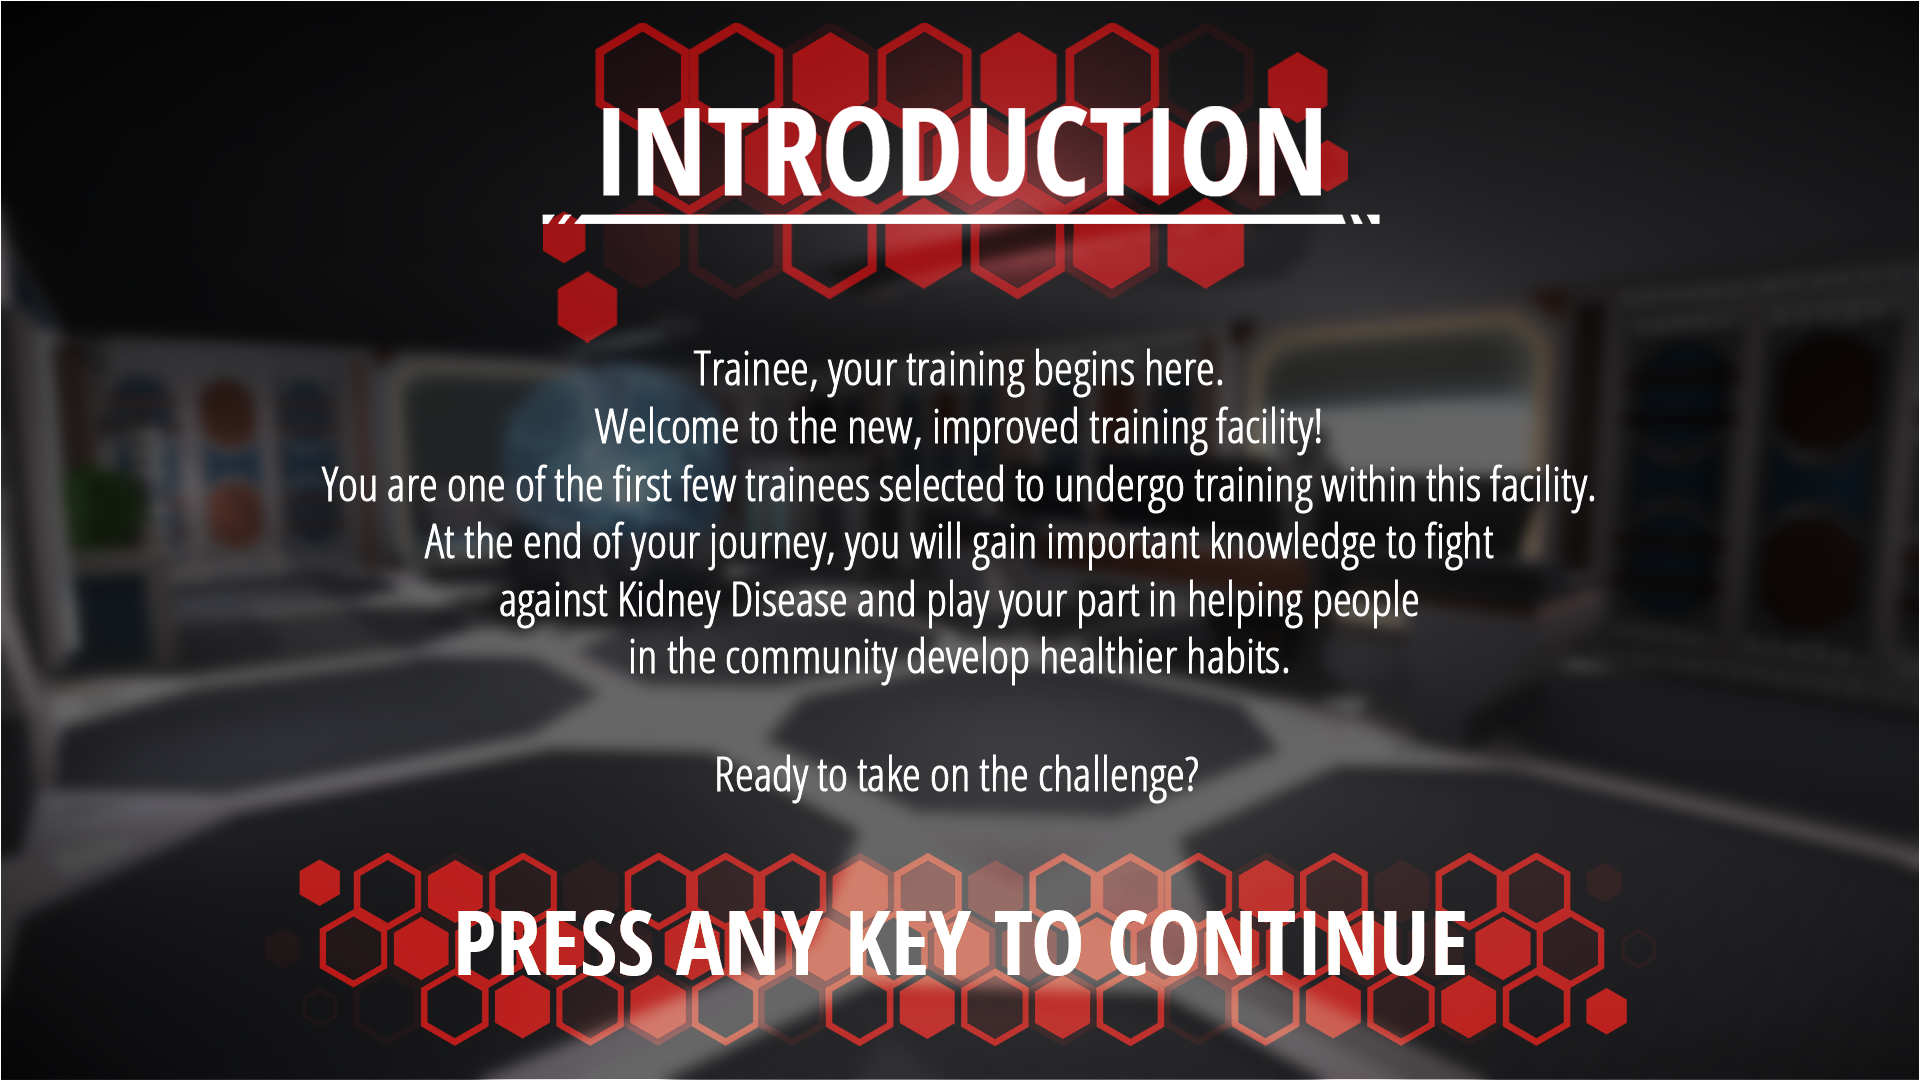 INTRODUCTION
Trainee, your training begins here.
Welcome to the new, improved training facility!
You are one of the first few trainees selected to undergo training within this facility.
At the end of your journey, you will gain important knowledge to fight
against Kidney Disease and play your part in helping people
in the community develop healthier habits.
Ready to take on the challenge?
PRESS ANY KEY TO CONTINUE